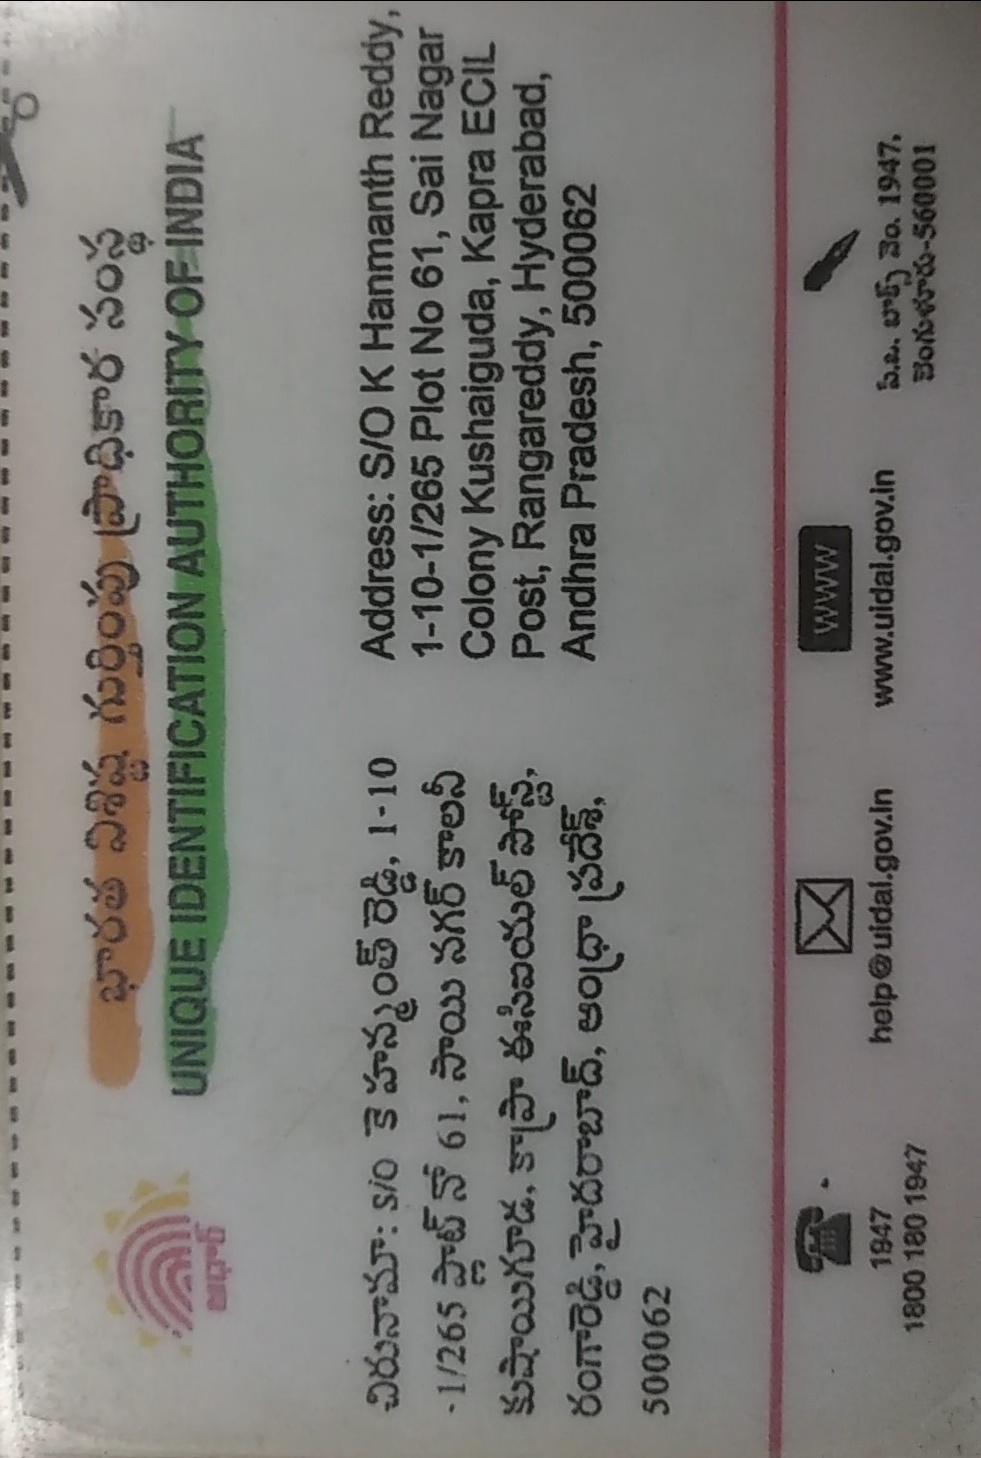 భారత విశిష్ట గుర్తింపు ప్రాధికార సంస్థ
UNIQUE IDENTIFICATION AUTHORITY OF INDIA
ఆధార్
చిరునామా: S/O కె హన్మంత్ రెడ్డి, 1-10
-1/265 ప్లాట్ నో 61, సాయి నగర్ కాలనీ
కుషాయిగూడ, కాప్రా ఈసిఐయల్ పోస్ట్,
రంగారెడ్డి, హైదరాబాద్, ఆంధ్రా ప్రదేశ్,
500062
Address: S/O K Hanmanth Reddy,
1-10-1/265 Plot No 61, Sai Nagar
Colony Kushaiguda, Kapra ECIL
Post, Rangareddy, Hyderabad,
Andhra Pradesh, 500062
1947
1800 180 1947
help@uidai.gov.in
WWW
www.uidai.gov.in
పి.బి. బాక్స్ నెం. 1947,
బెంగుళూరు-560001